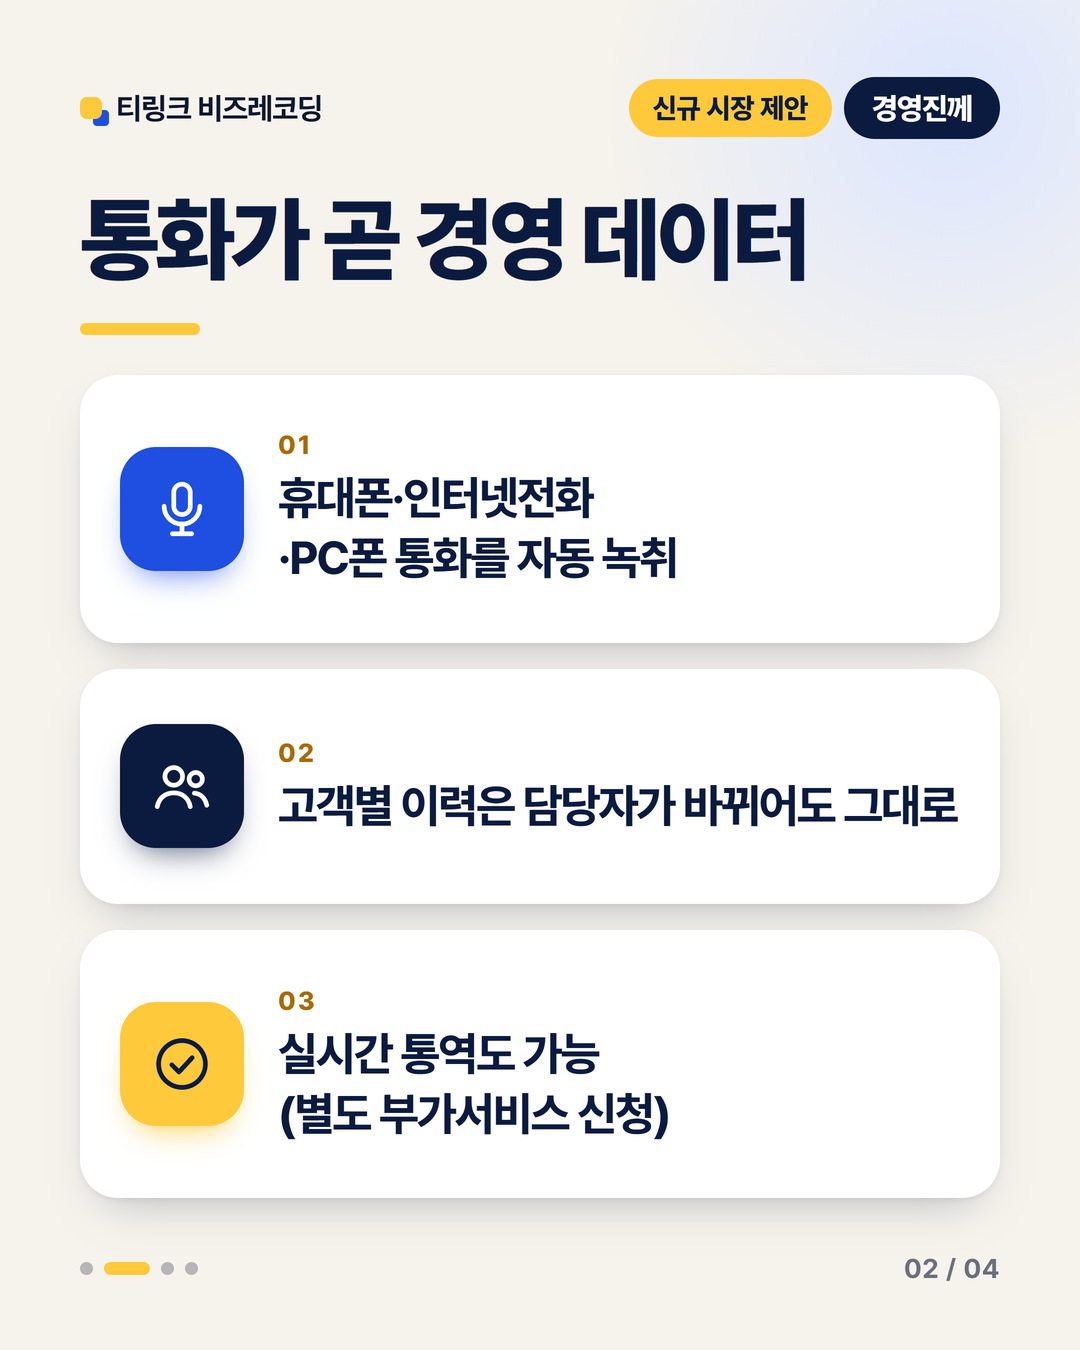 티링크 비즈레코딩
신규 시장 제안
경영진께
통화가 곧 경영 데이터
01
휴대폰·인터넷전화
·PC폰 통화를 자동 녹취
02
고객별 이력은 담당자가 바뀌어도 그대로
03
실시간 통역도 가능
(별도 부가서비스 신청)
02 / 04